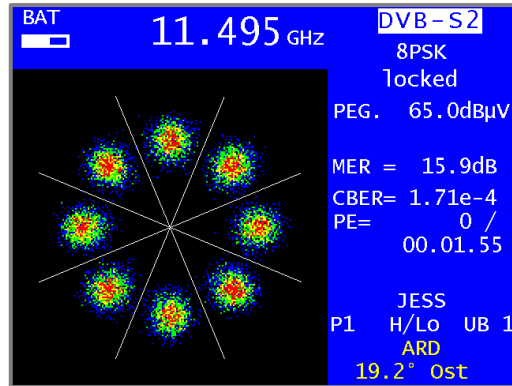 BAT
11.495 GHZ
DVB-S2
8PSK
locked
PEG. 65.0dBµV
MER = 15.9dB
CBER= 1.71e-4
PE= 0 /
00.01.55
JESS
P1 H/Lo UB 1
ARD
19.2° Ost